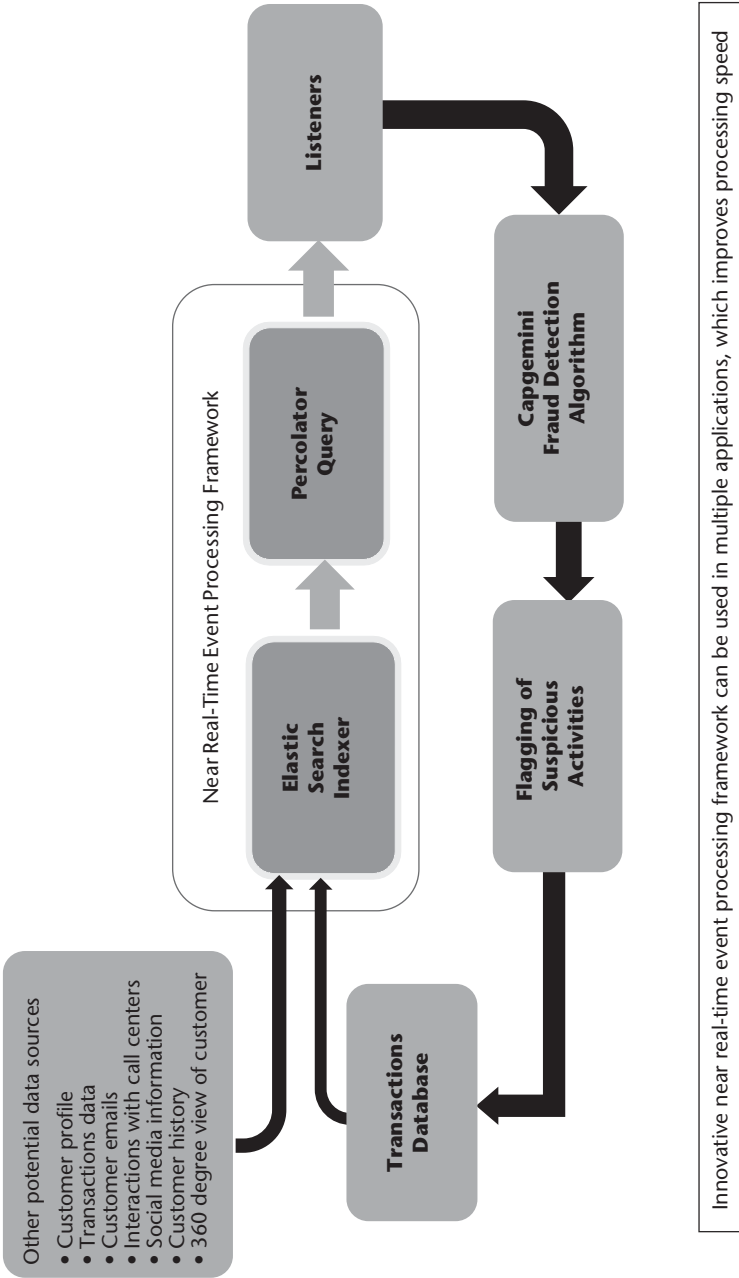 Other potential data sources
• Customer profile
• Transactions data
• Customer emails
• Interactions with call centers
• Social media information
• Customer history
• 360 degree view of customer
Near Real-Time Event Processing Framework
Elastic
Search
Indexer
Percolator
Query
Listeners
Transactions
Database
Flagging of
Suspicious
Activities
Capgemini
Fraud Detection
Algorithm
Innovative near real-time event processing framework can be used in multiple applications, which improves processing speed